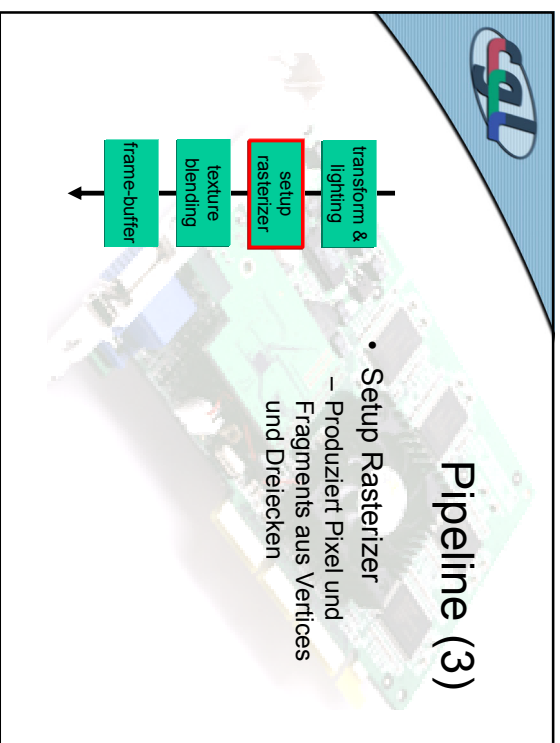 Pipeline (3)
transform &
lighting
setup
rasterizer
texture
blending
frame-buffer
• Setup Rasterizer
– Produziert Pixel und
Fragments aus Vertices
und Dreiecken